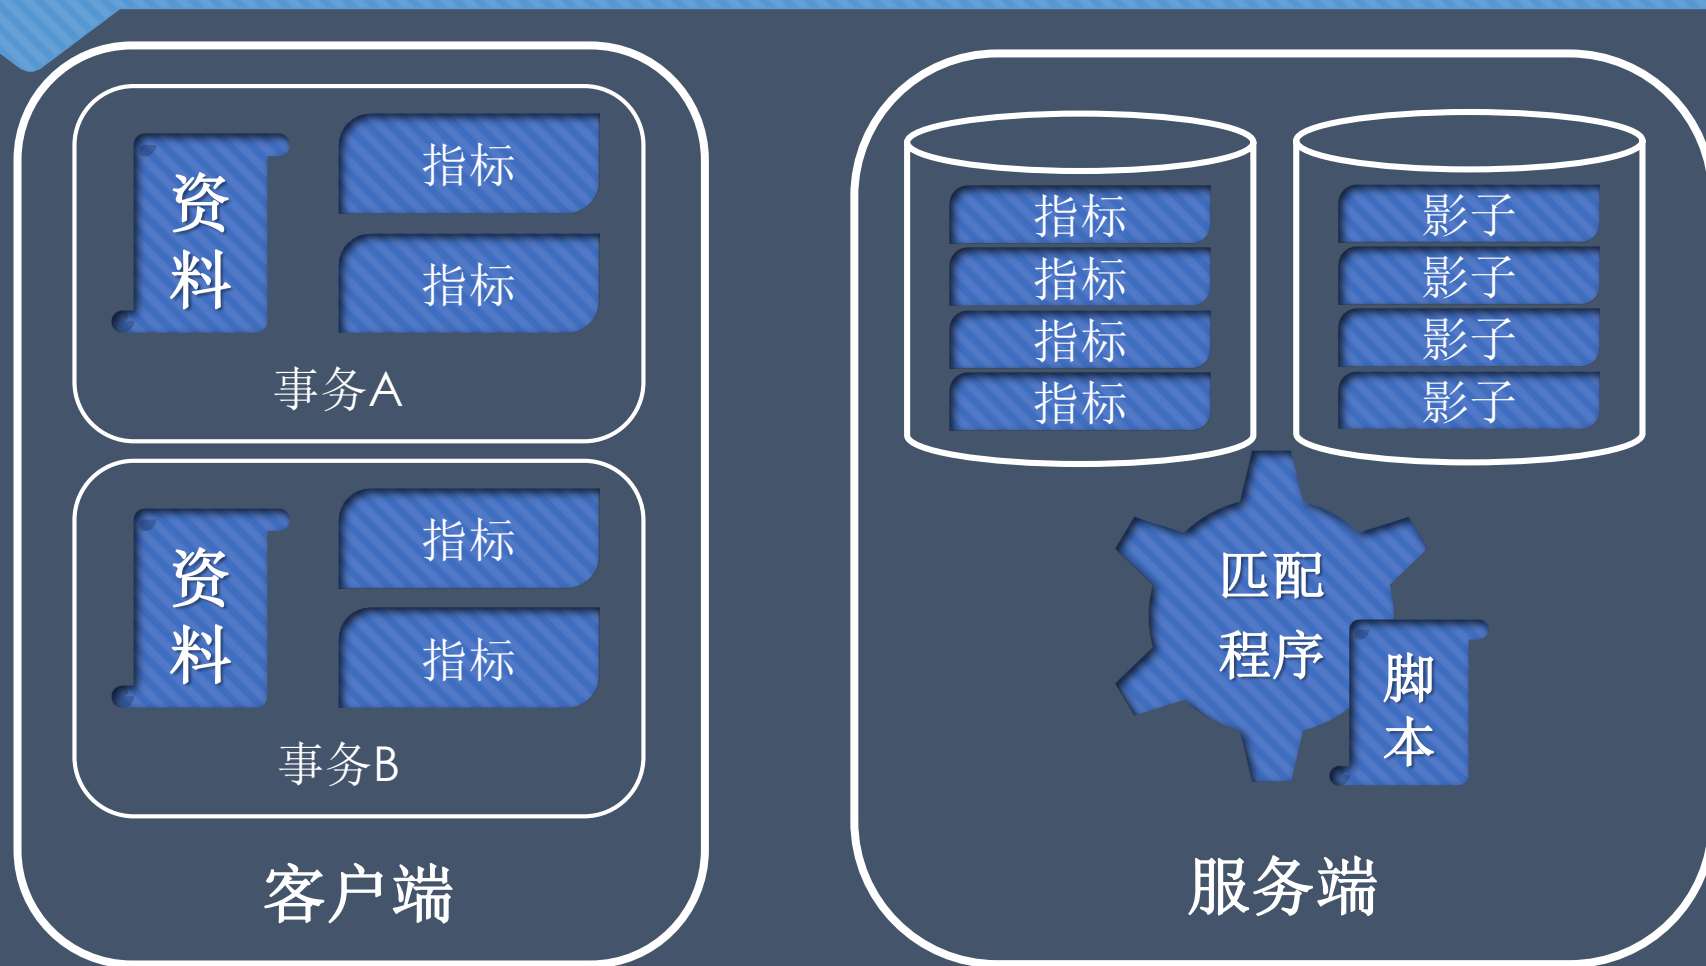 资
料
指标
指标
事务A
资
料
指标
指标
事务B
客户端
指标
指标
指标
指标
影子
影子
影子
影子
匹配
程序
脚
本
服务端